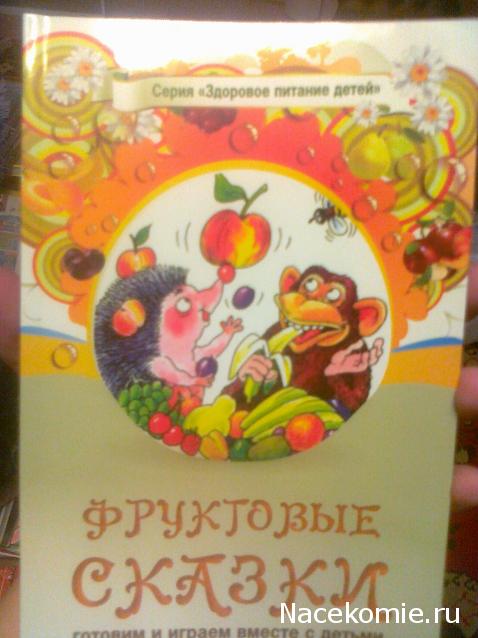 Серия «Здоровое питание детей»
ФРУКТОВЫЕ
СКАЗКИ
готовим и играем вместе с детьми
Nacekomie.ru